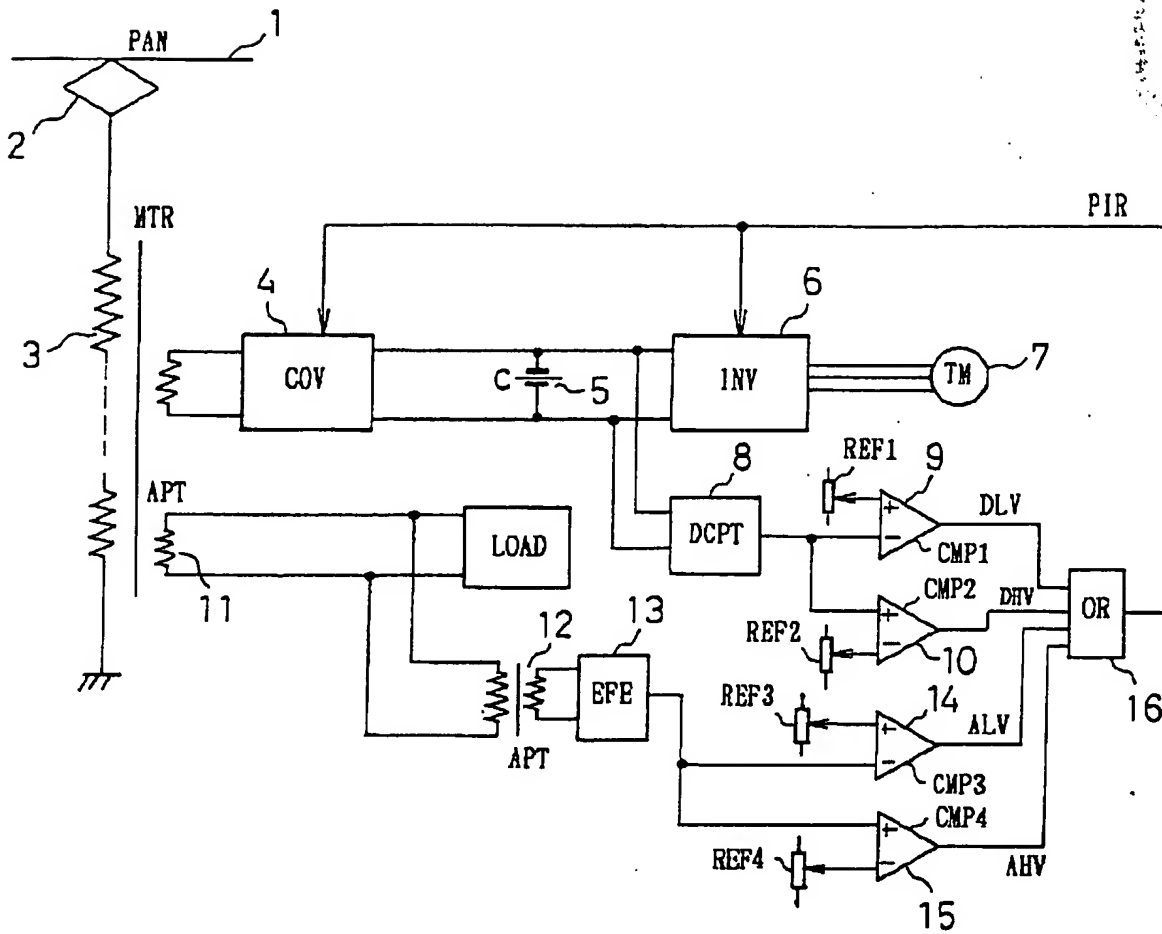 PAN
1
2
MTR
PIR
3
4
COV
C
5
6
INV
TM
7
8
DCPT
REF1
9
DLV
CMP1
APT
11
LOAD
CMP2
DHV
OR
REF2
10
16
12
13
EFE
APT
REF3
14
ALV
CMP3
CMP4
REF4
AHV
15
+
−
+
−
+
−
+
−